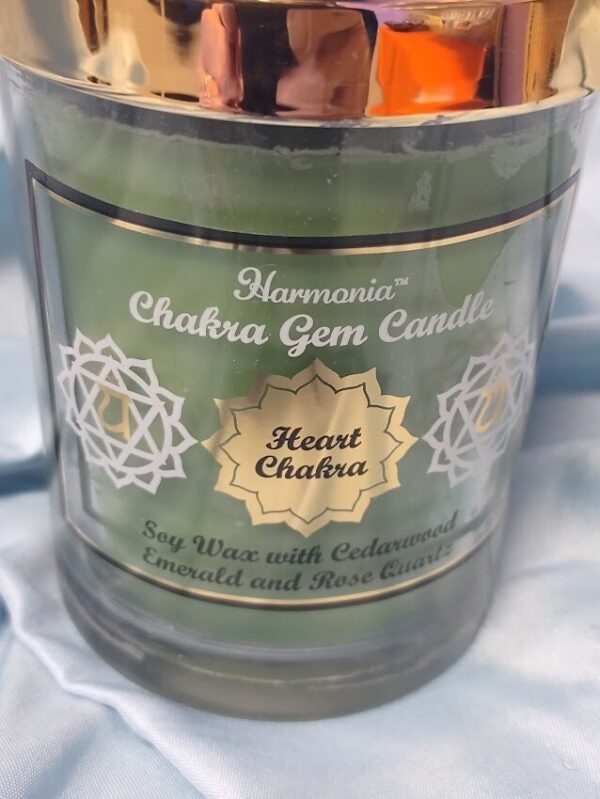 Harmonia™
Chakra Gem Candle
Heart
Chakra
Soy Wax with Cedarwood
Emerald and Rose Quartz